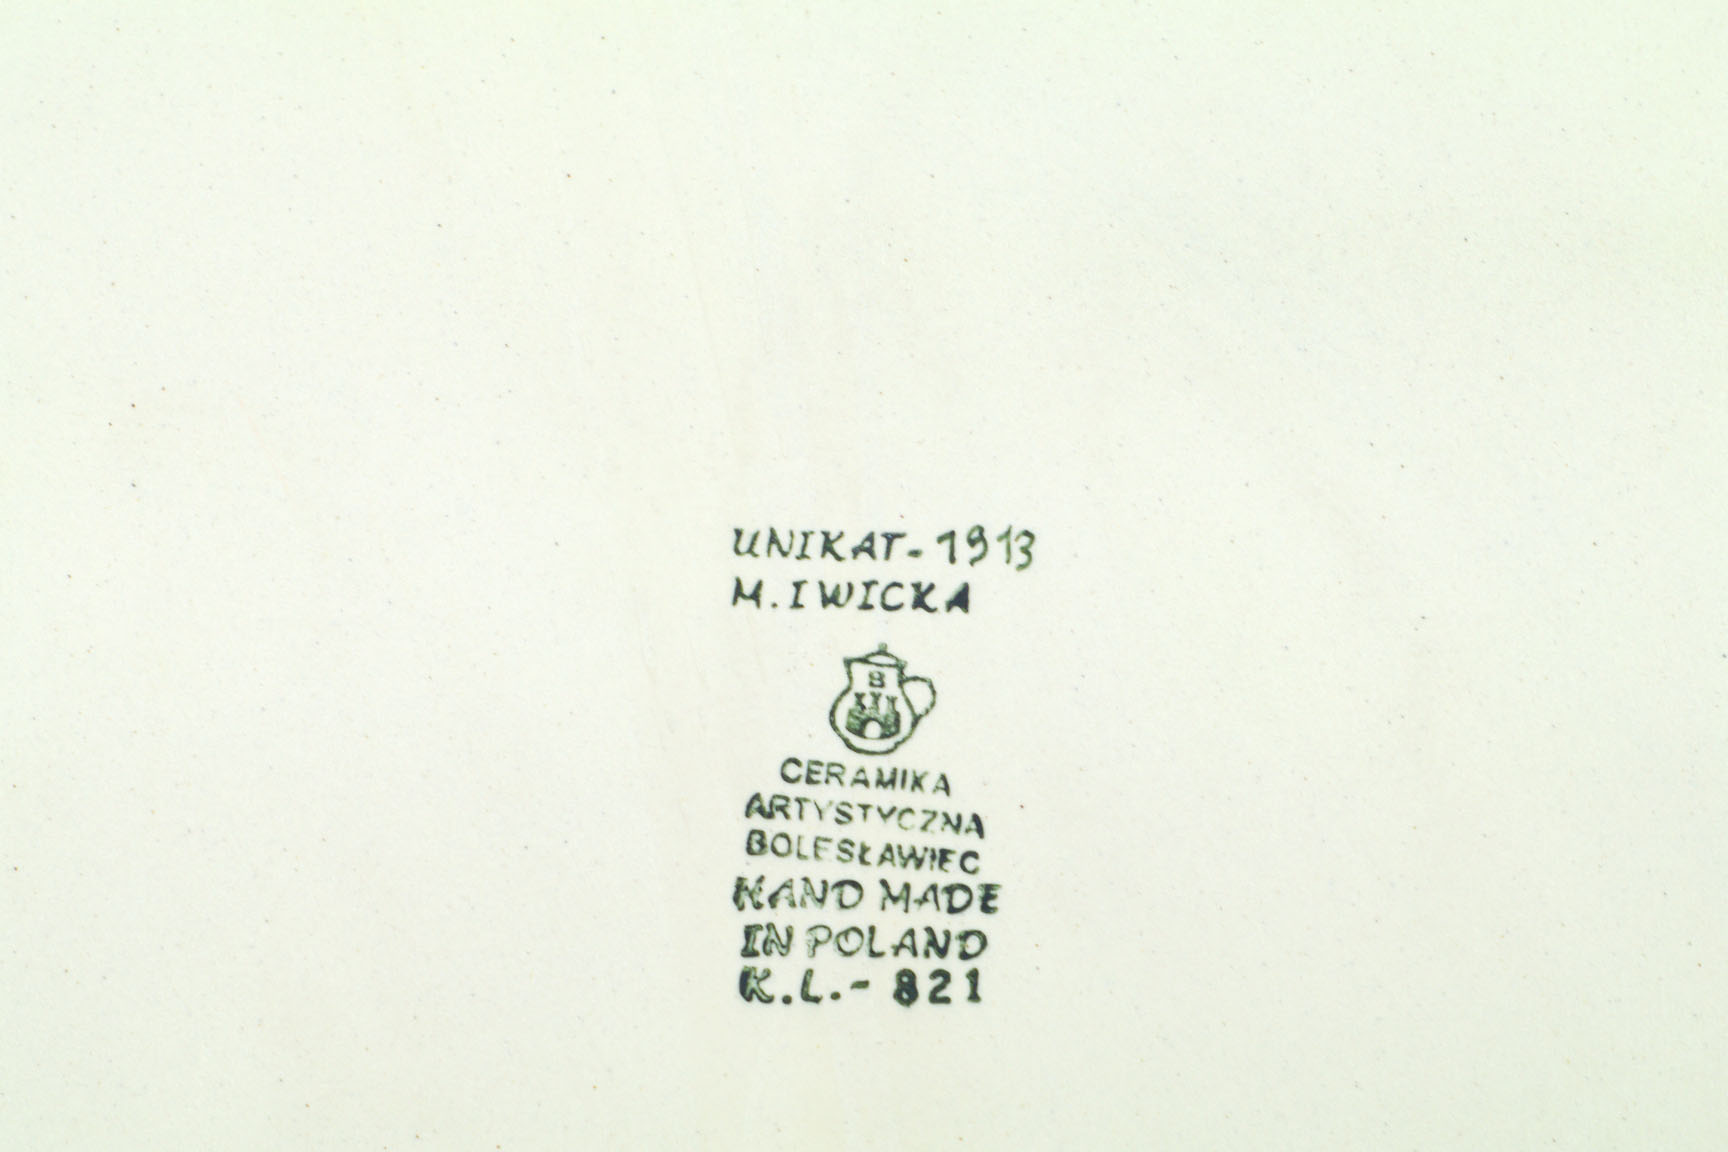 UNIKAT-1913
M.IWICKA
B
CERAMIKA
ARTYSTYCZNA
BOLESŁAWIEC
HAND MADE
IN POLAND
K.L.-821